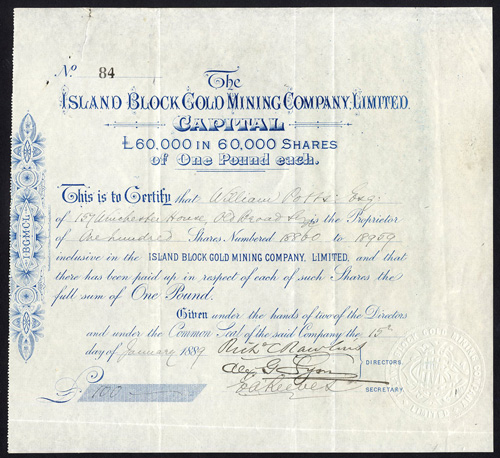 No 84
The
ISLAND BLOCK GOLD MINING COMPANY, LIMITED.
CAPITAL
£60,000 IN 60,000 SHARES
of One Pound each.
This is to Certify that William Potts Esq.
of 157 Winchester House, Old Broad St is the Proprietor
of One hundred Shares Numbered to 18959
inclusive in the ISLAND BLOCK GOLD MINING COMPANY, LIMITED, and that
there has been paid up in respect of each of such Shares the
full sum of One Pound.
Given under the hands of two of the Directors
and under the Common Seal of the said Company the 15th
day of January 1889
Richd Rawlins
DIRECTORS.
G. Lyon
£ 100
SECRETARY.
I.B.G.M.C.L.